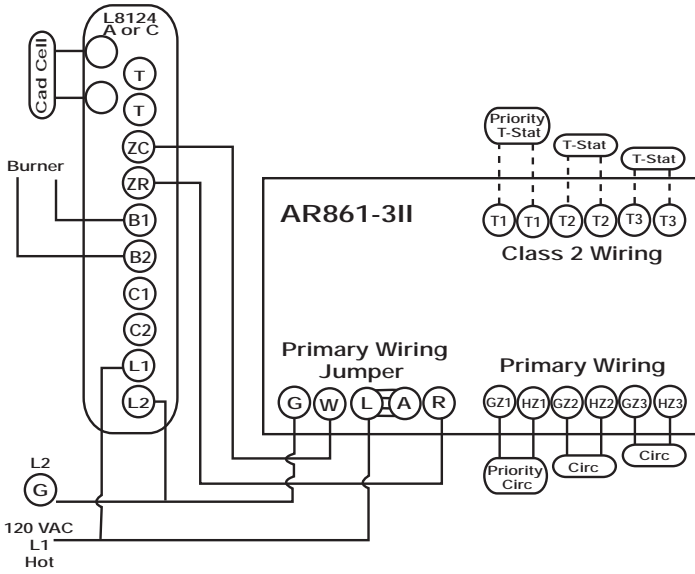 L8124
A or C
Cad Cell
T
T
ZC
ZR
Burner
B1
B2
C1
C2
L1
L2
L2
G
120 VAC
L1
Hot
AR861-3II
Priority
T-Stat
T-Stat
T-Stat
T1 T1 T2 T2 T3 T3
Class 2 Wiring
Primary Wiring
Jumper
G W L A R
Primary Wiring
GZ1 HZ1 GZ2 HZ2 GZ3 HZ3
Priority
Circ
Circ
Circ